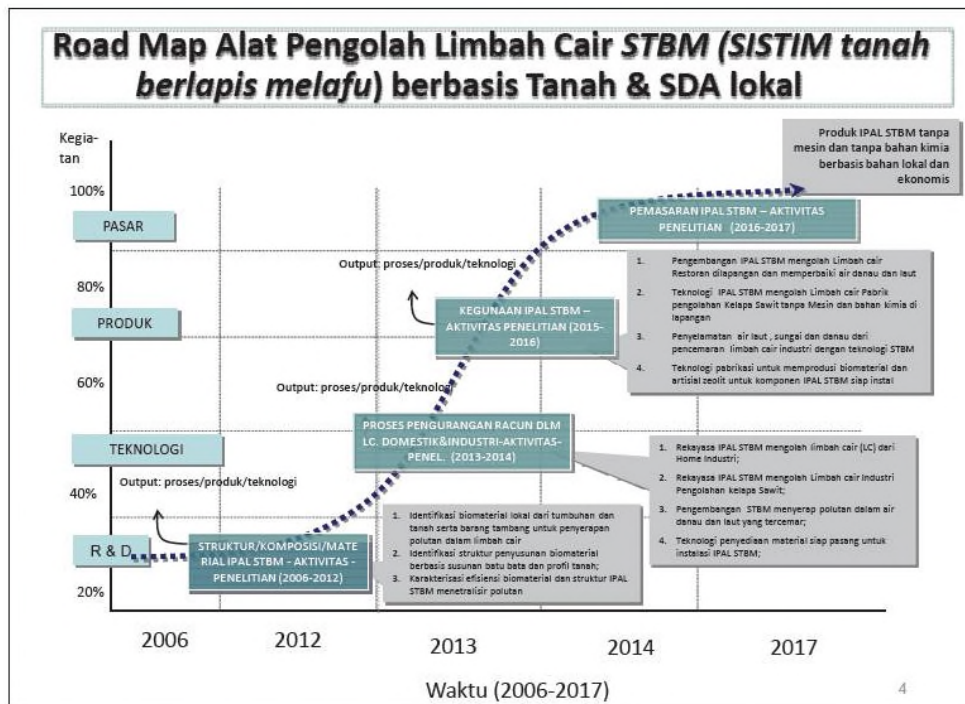 Road Map Alat Pengolah Limbah Cair STBM (SISTIM tanah
berlapis melafu) berbasis Tanah & SDA lokal
Kegia-
tan
Produk IPAL STBM tanpa
mesin dan tanpa bahan kimia
berbasis bahan lokal dan
ekonomis
100%
PASAR
PEMASARAN IPAL STBM – AKTIVITAS
PENELITIAN (2016-2017)
Output: proses/produk/teknologi
80%
PRODUK
KEGUNAAN IPAL STBM –
AKTIVITAS PENELITIAN (2015-
2016)
1. Pengembangan IPAL STBM mengolah Limbah cair
Restoran dilapangan dan memperbaiki air danau dan laut
2. Teknologi IPAL STBM mengolah Limbah cair Pabrik
pengolahan Kelapa Sawit tanpa Mesin dan bahan kimia di
lapangan
3. Penyelamatan air laut , sungai dan danau dari
pencemaran limbah cair industri dengan teknologi STBM
4. Teknologi pabrikasi untuk memprodusi biomaterial dan
artisial zeolit untuk komponen IPAL STBM siap instal
60%
Output: proses/produk/teknologi
TEKNOLOGI
PROSES PENGURANGAN RACUN DLM
LC. DOMESTIK&INDUSTRI-AKTIVITAS-
PENEL. (2013-2014)
1. Rekayasa IPAL STBM mengolah limbah cair (LC) dari
Home Industri;
2. Rekayasa IPAL STBM mengolah Limbah cair Industri
Pengolahan kelapa Sawit;
3. Pengembangan STBM menyerap polutan dalam air
danau dan laut yang tercemar;
4. Teknologi penyediaan material siap pasang untuk
instalasi IPAL STBM;
Output: proses/produk/teknologi
40%
R & D
STRUKTUR/KOMPOSISI/MATE
RIAL IPAL STBM - AKTIVITAS -
PENELITIAN (2006-2012)
1. Identifikasi biomaterial lokal dari tumbuhan dan
tanah serta barang tambang untuk penyerapan
polutan dalam limbah cair
2. Identifikasi struktur penyusunan biomaterial
berbasis susunan batu bata dan profil tanah;
3. Karakterisasi efisiensi biomaterial dan struktur IPAL
STBM menetralisir polutan
20%
2006 2012 2013 2014 2017
Waktu (2006-2017)
4